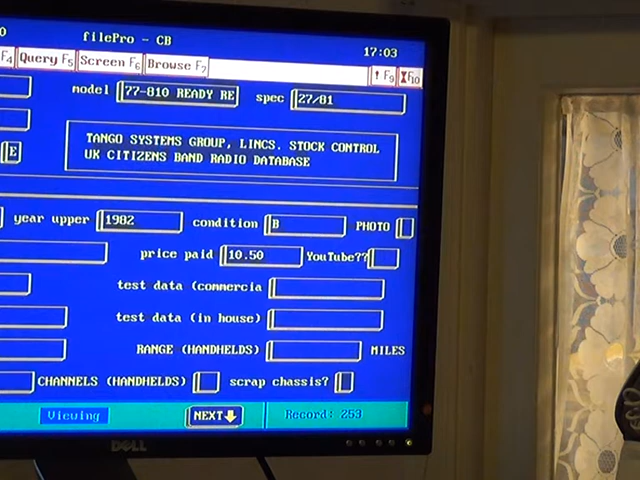 filePro - CB
17:03
F4 Query F5 Screen F6 Browse F7 ! F9 F10
model 77-810 READY RE spec 27/81
E
TANGO SYSTEMS GROUP, LINCS. STOCK CONTROL
UK CITIZENS BAND RADIO DATABASE
year upper 1982 condition B PHOTO
price paid 10.50 YouTube??
test data (commercia
test data (in house)
RANGE (HANDHELDS) MILES
CHANNELS (HANDHELDS) scrap chassis?
Viewing NEXT Record: 253
DELL